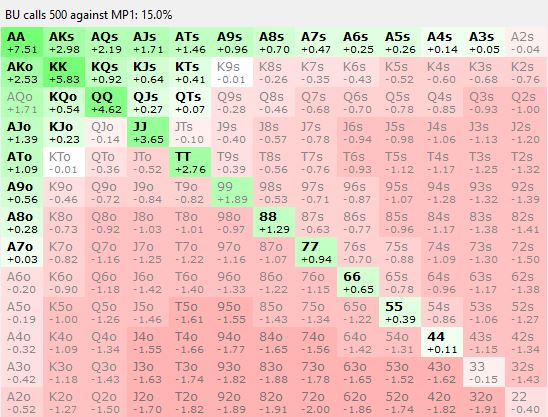 BU calls 500 against MP1: 15.0%
AA AKs AQs AJs ATs A9s A8s A7s A6s A5s A4s A3s A2s
+7.51 +2.98 +2.19 +1.71 +1.46 +0.96 +0.70 +0.47 +0.25 +0.26 +0.14 +0.05 -0.04
AKo KK KQs KJs KTs K9s K8s K7s K6s K5s K4s K3s K2s
+2.53 +5.83 +0.92 +0.64 +0.41 -0.01 -0.26 -0.35 -0.43 -0.52 -0.60 -0.68 -0.76
AQo KQo QQ QJs QTs Q9s Q8s Q7s Q6s Q5s Q4s Q3s Q2s
+1.71 +0.54 +4.62 +0.27 +0.07 -0.28 -0.46 -0.68 -0.70 -0.78 -0.85 -0.93 -1.00
AJo KJo QJo JJ JTs J9s J8s J7s J6s J5s J4s J3s J2s
+1.39 +0.23 -0.14 +3.65 -0.10 -0.40 -0.57 -0.78 -0.94 -0.98 -1.06 -1.13 -1.20
ATo KTo QTo JTo TT T9s T8s T7s T6s T5s T4s T3s T2s
+1.09 -0.01 -0.36 -0.52 +2.76 -0.39 -0.56 -0.76 -0.93 -1.12 -1.17 -1.25 -1.32
A9o K9o Q9o J9o T9o 99 98s 97s 96s 95s 94s 93s 92s
+0.56 -0.46 -0.72 -0.84 -0.82 +1.89 -0.53 -0.71 -0.87 -1.07 -1.28 -1.32 -1.39
A8o K8o Q8o J8o T8o 98o 88 87s 86s 85s 84s 83s 82s
+0.28 -0.73 -0.92 -1.03 -1.01 -0.97 +1.29 -0.63 -0.77 -0.96 -1.17 -1.38 -1.41
A7o K7o Q7o J7o T7o 97o 87o 77 76s 75s 74s 73s 72s
+0.03 -0.82 -1.16 -1.25 -1.22 -1.16 -1.07 +0.94 -0.70 -0.88 -1.09 -1.30 -1.50
A6o K6o Q6o J6o T6o 96o 86o 76o 66 65s 64s 63s 62s
-0.20 -0.90 -1.18 -1.42 -1.40 -1.33 -1.22 -1.15 +0.65 -0.78 -0.96 -1.17 -1.38
A5o K5o Q5o J5o T5o 95o 85o 75o 65o 55 54s 53s 52s
-0.19 -1.00 -1.26 -1.46 -1.61 -1.55 -1.43 -1.34 -1.22 +0.39 -0.86 -1.06 -1.27
A4o K4o Q4o J4o T4o 94o 84o 74o 64o 54o 44 43s 42s
-0.32 -1.09 -1.34 -1.55 -1.66 -1.77 -1.65 -1.56 -1.42 -1.31 +0.11 -1.15 -1.34
A3o K3o Q3o J3o T3o 93o 83o 73o 63o 53o 43o 33 32s
-0.42 -1.18 -1.43 -1.63 -1.74 -1.82 -1.88 -1.78 -1.65 -1.52 -1.62 -0.15 -1.43
A2o K2o Q2o J2o T2o 92o 82o 72o 62o 52o 42o 32o 22
-0.52 -1.27 -1.50 -1.70 -1.82 -1.89 -1.91 -2.00 -1.86 -1.74 -1.82 -1.92 -0.40